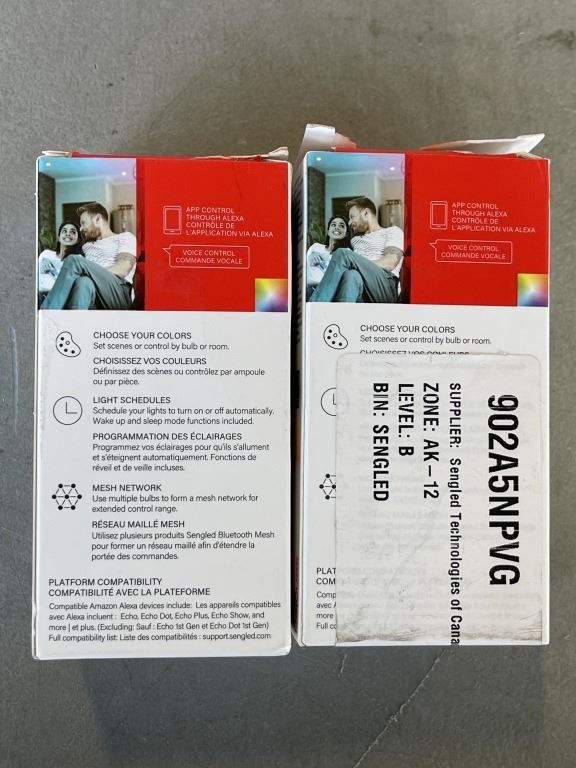 APP CONTROL
THROUGH ALEXA
CONTRÔLE DE
L'APPLICATION VIA ALEXA
VOICE CONTROL
COMMANDE VOCALE
CHOOSE YOUR COLORS
Set scenes or control by bulb or room.
CHOISISSEZ VOS COULEURS
Définissez des scènes ou contrôlez par ampoule
ou par pièce.
LIGHT SCHEDULES
Schedule your lights to turn on or off automatically.
Wake up and sleep mode functions included.
PROGRAMMATION DES ÉCLAIRAGES
Programmez vos éclairages pour qu'ils s'allument
et s'éteignent automatiquement. Fonctions de
réveil et de veille incluses.
MESH NETWORK
Use multiple bulbs to form a mesh network for
extended control range.
RÉSEAU MAILLÉ MESH
Utilisez plusieurs produits Sengled Bluetooth Mesh
pour former un réseau maillé afin d'étendre la
portée des commandes.
PLATFORM COMPATIBILITY
COMPATIBILITÉ AVEC LA PLATEFORME
Compatible Amazon Alexa devices include: Les appareils compatibles
avec Alexa incluent : Echo, Echo Dot, Echo Plus, Echo Show, and
more | et plus. (Excluding: Sauf : Echo 1st Gen et Echo Dot 1st Gen)
Full compatibility list: Liste des compatibilités : support.sengled.com
APP CONTROL
THROUGH ALEXA
CONTRÔLE DE
L'APPLICATION VIA ALEXA
VOICE CONTROL
COMMANDE VOCALE
CHOOSE YOUR COLORS
Set scenes or control by bulb or room.
CHOISISSEZ VOS COULEURS
902A5NPVG
SUPPLIER: Sengled Technologies of Cana
ZONE: AK-12
LEVEL: B
BIN: SENGLED
PLAT
COM
Comp
avec A
more
Full co